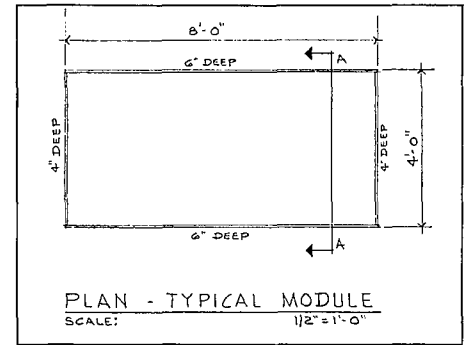 8'-0"
6" DEEP
A
4" DEEP
4' DEEP
4'-0"
6" DEEP
A
PLAN - TYPICAL MODULE
SCALE: 1/2"=1'-0"